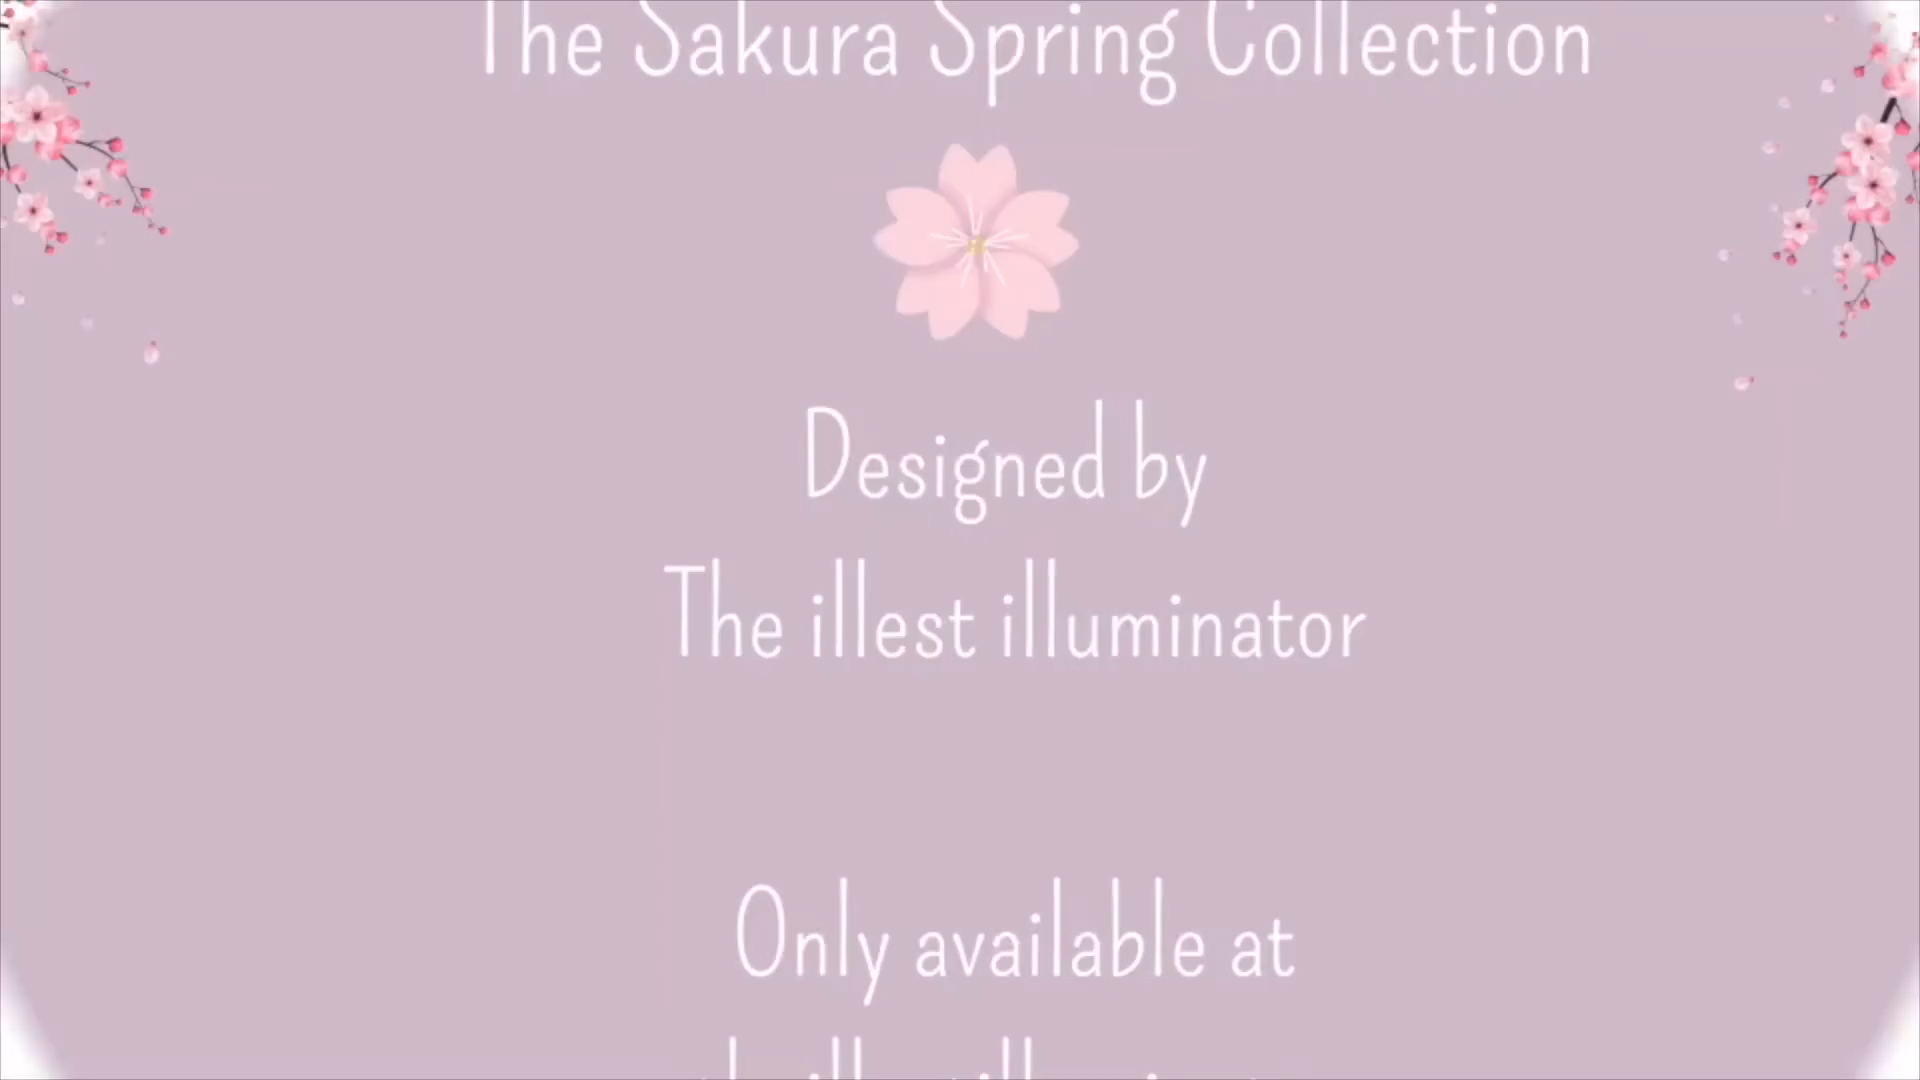 The Sakura Spring Collection
Designed by
The illest illuminator
Only available at